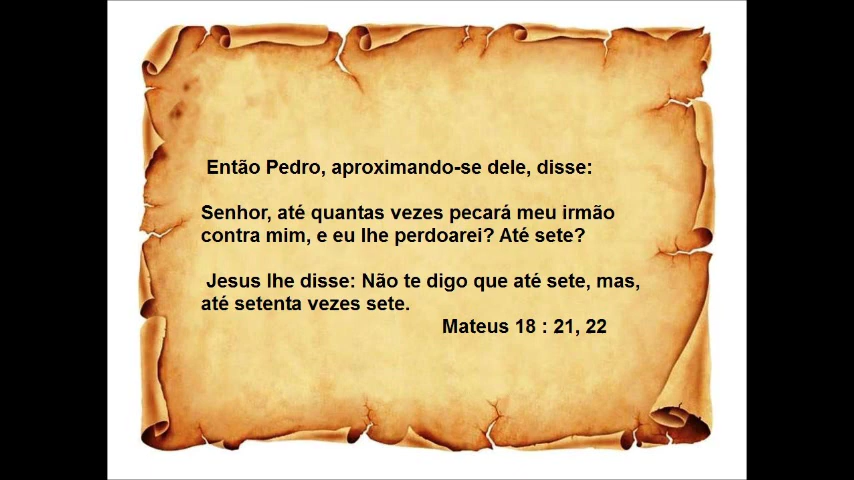 Então Pedro, aproximando-se dele, disse:
Senhor, até quantas vezes pecará meu irmão
contra mim, e eu lhe perdoarei? Até sete?
Jesus lhe disse: Não te digo que até sete, mas,
até setenta vezes sete.
Mateus 18 : 21, 22